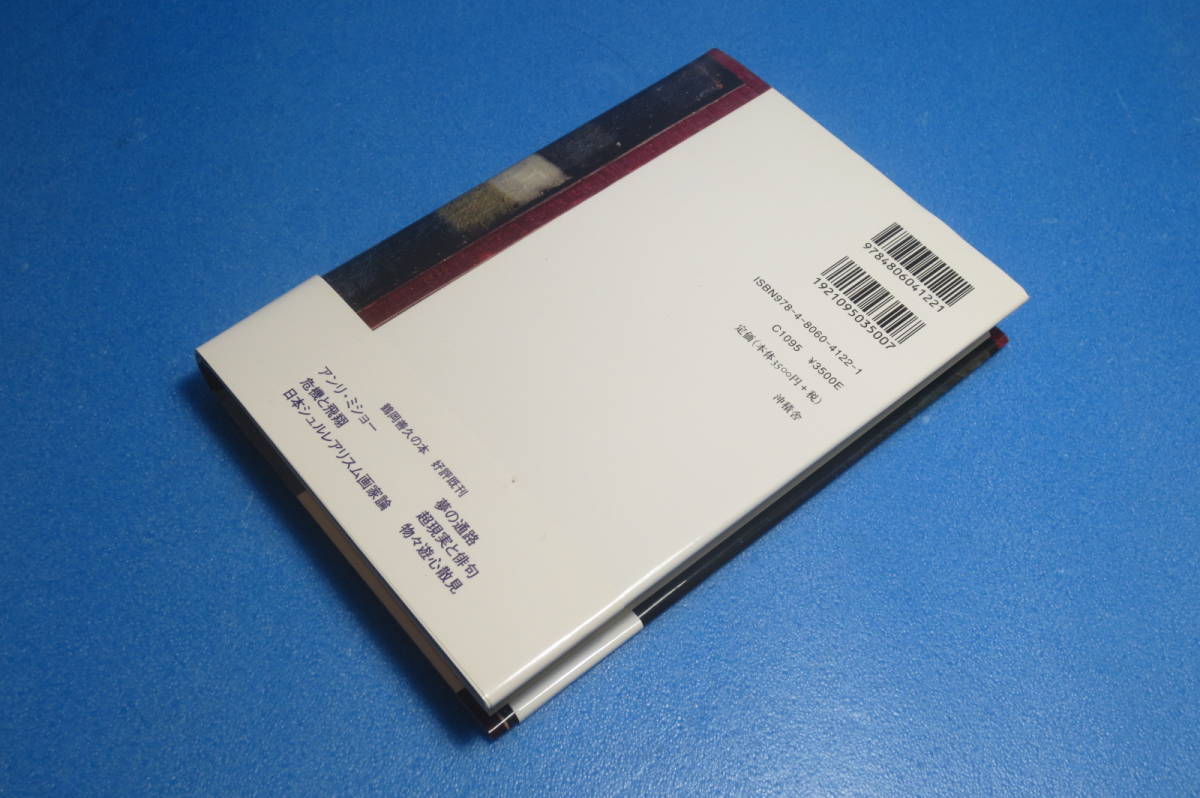 9784806041221
1921095035007
ISBN978-4-8060-4122-1
C1095 ¥3500E
定価(本体3500円+税)
沖積舎
鶴岡善久の本 好評既刊
アンリ・ミショー
危機と飛翔
日本シュルレアリスム画家論
夢の通路
超現実と俳句
物々遊心散見